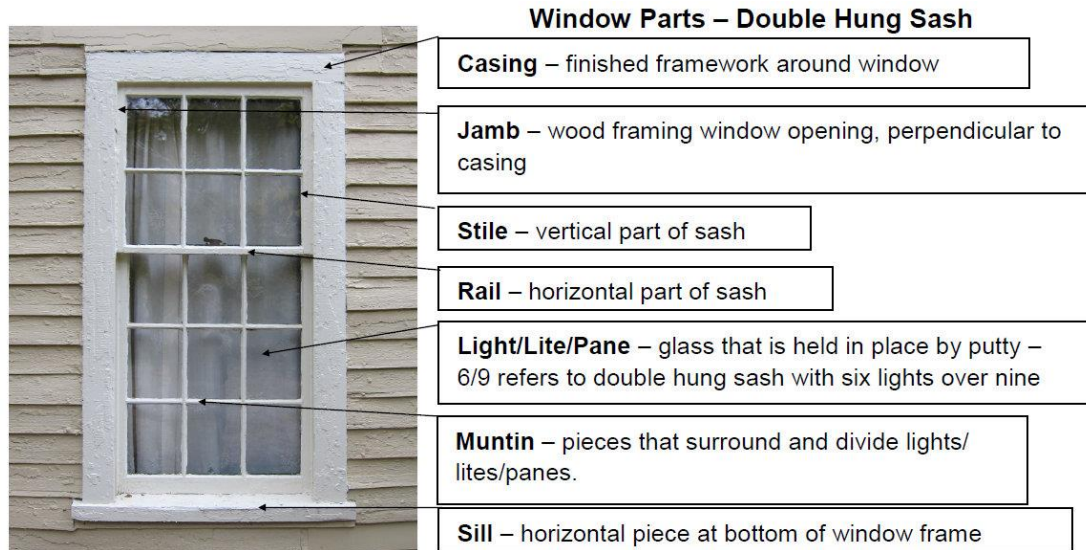 Window Parts – Double Hung Sash
Casing – finished framework around window
Jamb – wood framing window opening, perpendicular to
casing
Stile – vertical part of sash
Rail – horizontal part of sash
Light/Lite/Pane – glass that is held in place by putty –
6/9 refers to double hung sash with six lights over nine
Muntin – pieces that surround and divide lights/
lites/panes.
Sill – horizontal piece at bottom of window frame